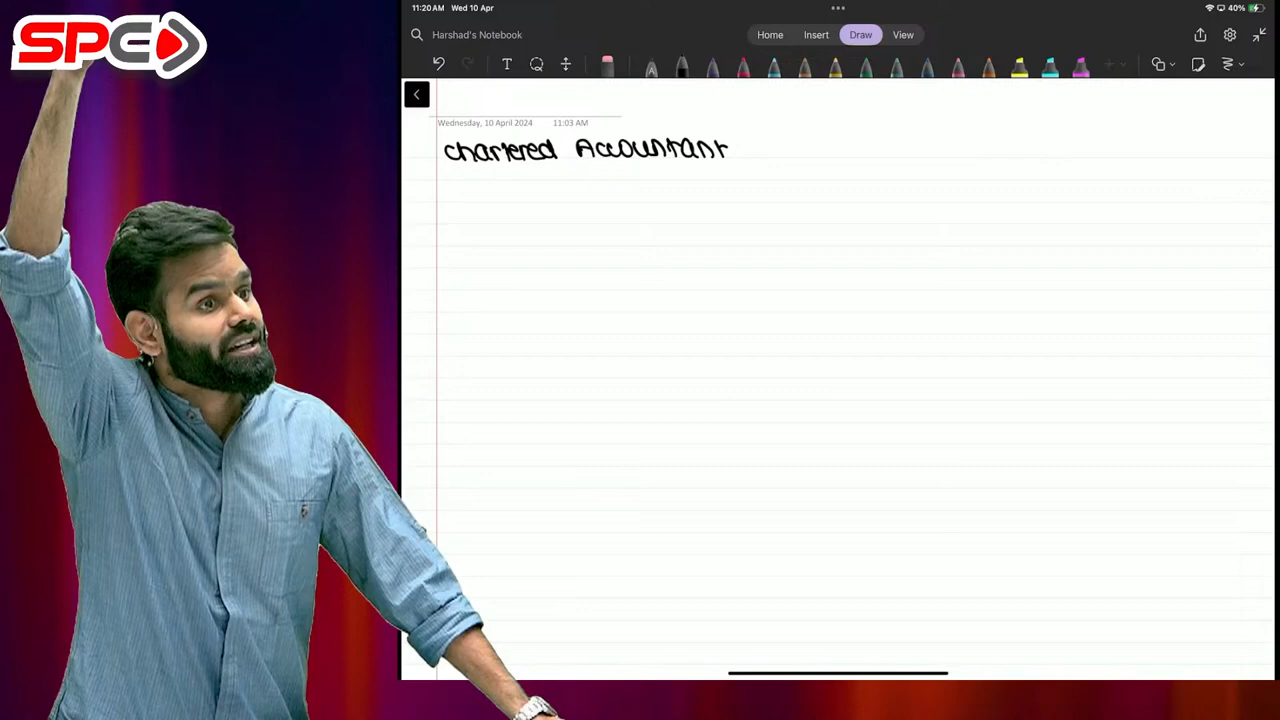 SPC
11:20 AM Wed 10 Apr
40%
Harshad's Notebook
Home Insert Draw View
T
Wednesday, 10 April 2024 11:03 AM
chartered Accountant